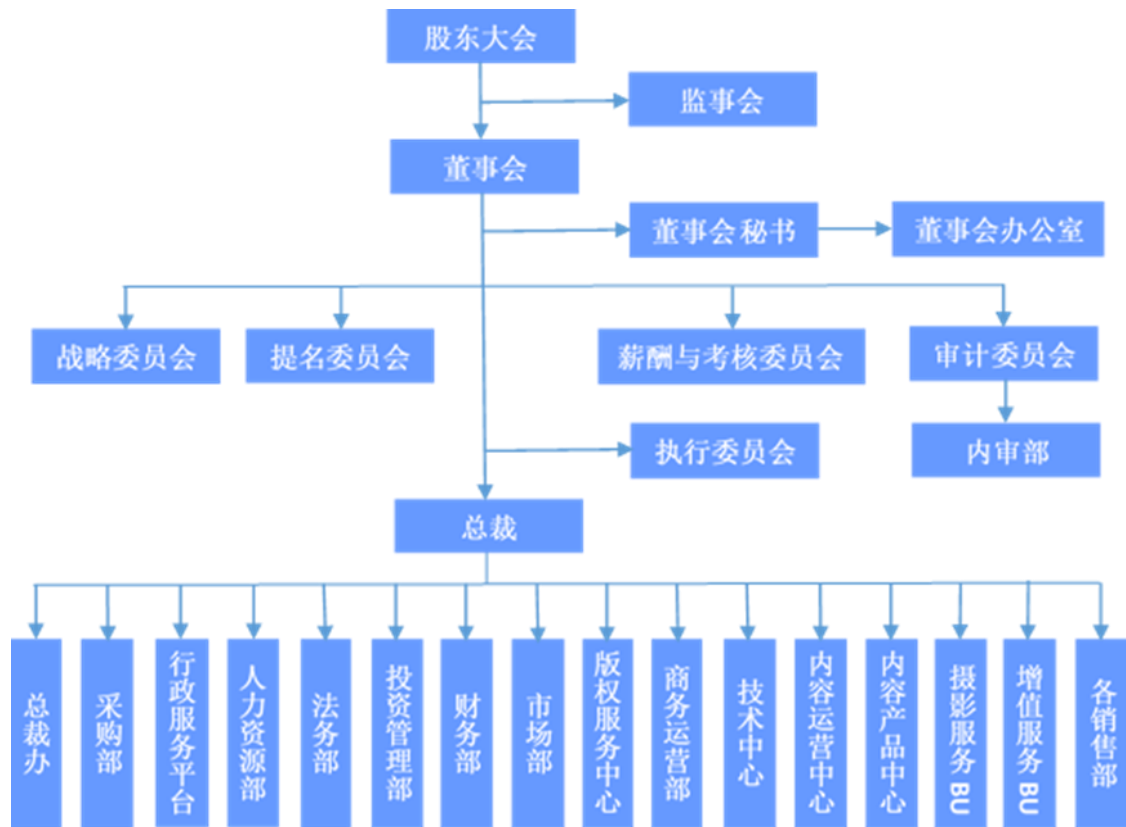 股东大会
监事会
董事会
董事会秘书
董事会办公室
战略委员会
提名委员会
薪酬与考核委员会
审计委员会
执行委员会
内审部
总裁
总裁办
采购部
行政服务平台
人力资源部
法务部
投资管理部
财务部
市场部
版权服务中心
商务运营部
技术中心
内容运营中心
内容产品中心
摄影服务BU
增值服务BU
各销售部